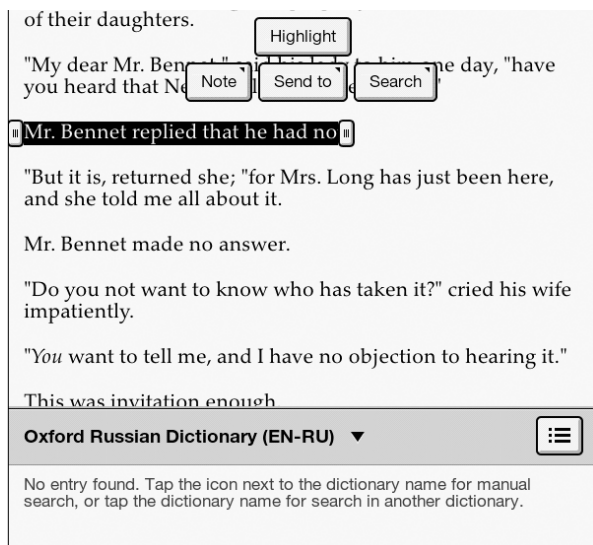 of their daughters.
Highlight
"My dear Mr. day, "have
you heard that
Note Send to Search
Mr. Bennet replied that he had no
"But it is, returned she; "for Mrs. Long has just been here,
and she told me all about it.
Mr. Bennet made no answer.
"Do you not want to know who has taken it?" cried his wife
impatiently.
"You want to tell me, and I have no objection to hearing it."
This was invitation enough
Oxford Russian Dictionary (EN-RU)
No entry found. Tap the icon next to the dictionary name for manual
search, or tap the dictionary name for search in another dictionary.